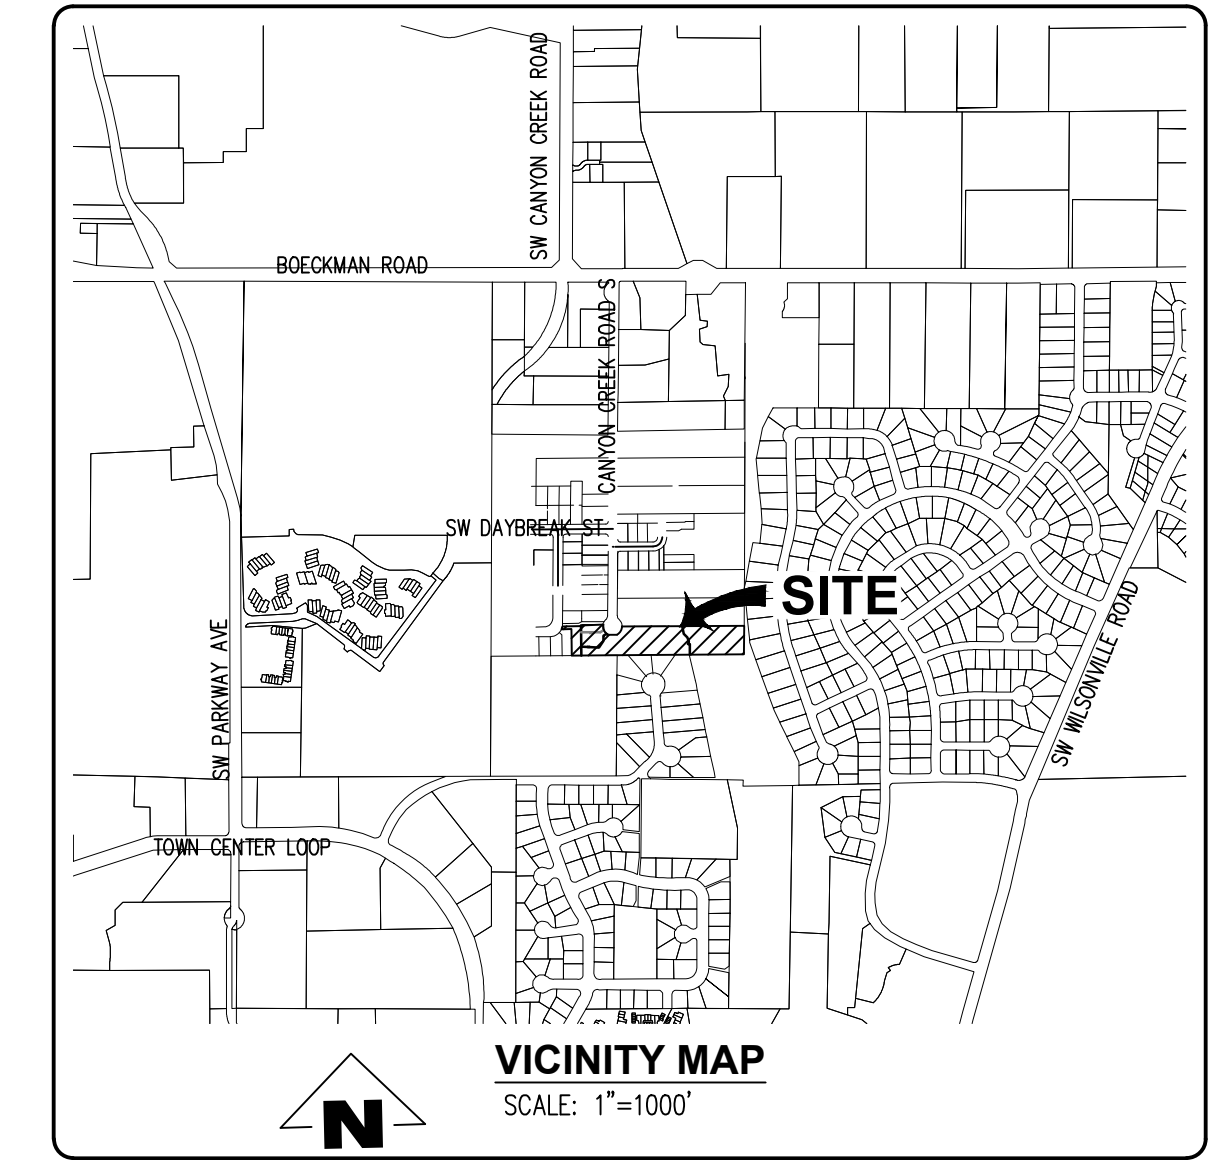 SW CANYON CREEK ROAD
BOECKMAN ROAD
CANYON CREEK ROAD S
SW DAYBREAK ST
SITE
SW PARKWAY AVE
SW WILSONVILLE ROAD
TOWN CENTER LOOP
VICINITY MAP
SCALE: 1"=1000'
N